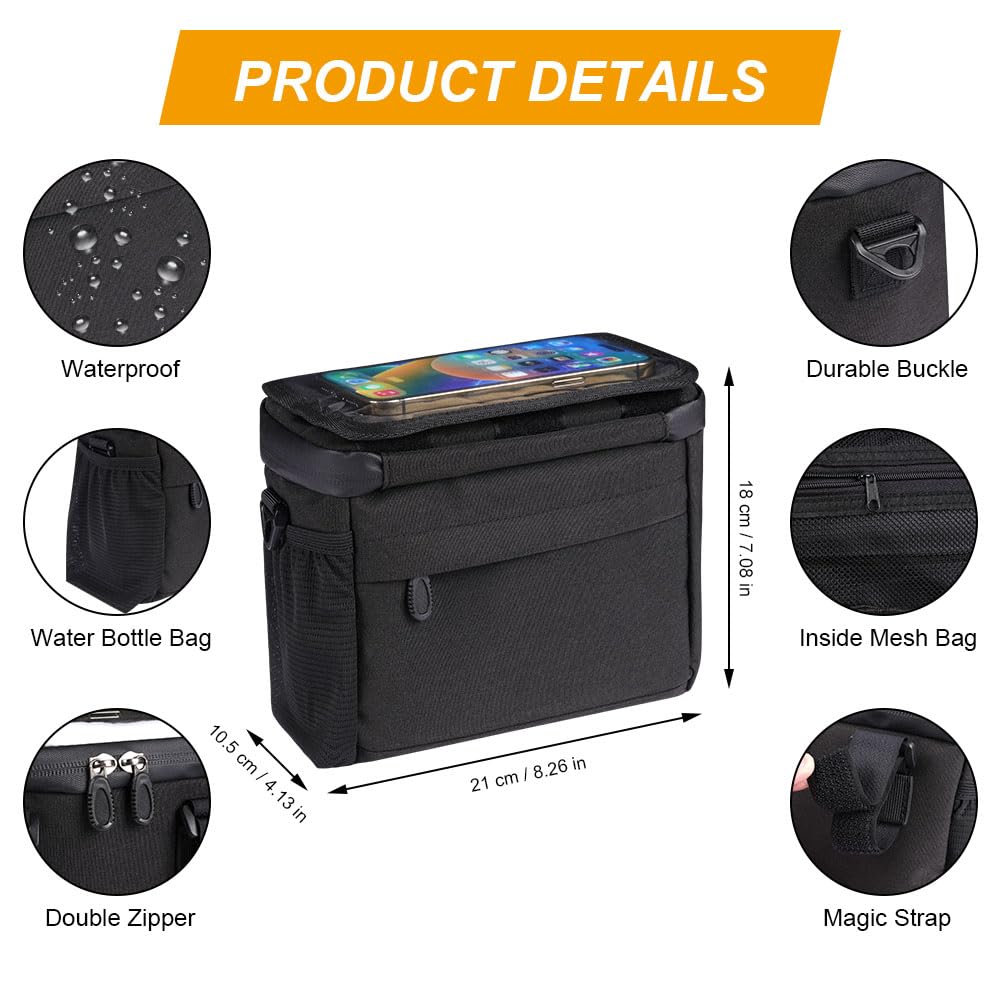 PRODUCT DETAILS
Waterproof
Durable Buckle
Water Bottle Bag
Inside Mesh Bag
Double Zipper
Magic Strap
18 cm / 7.08 in
10.5 cm / 4.13 in
21 cm / 8.26 in